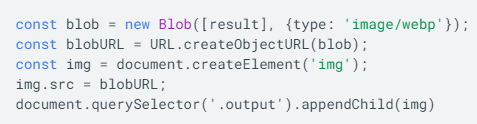 const blob = new Blob([result], {type: 'image/webp'});
const blobURL = URL.createObjectURL(blob);
const img = document.createElement('img');
img.src = blobURL;
document.querySelector('.output').appendChild(img)